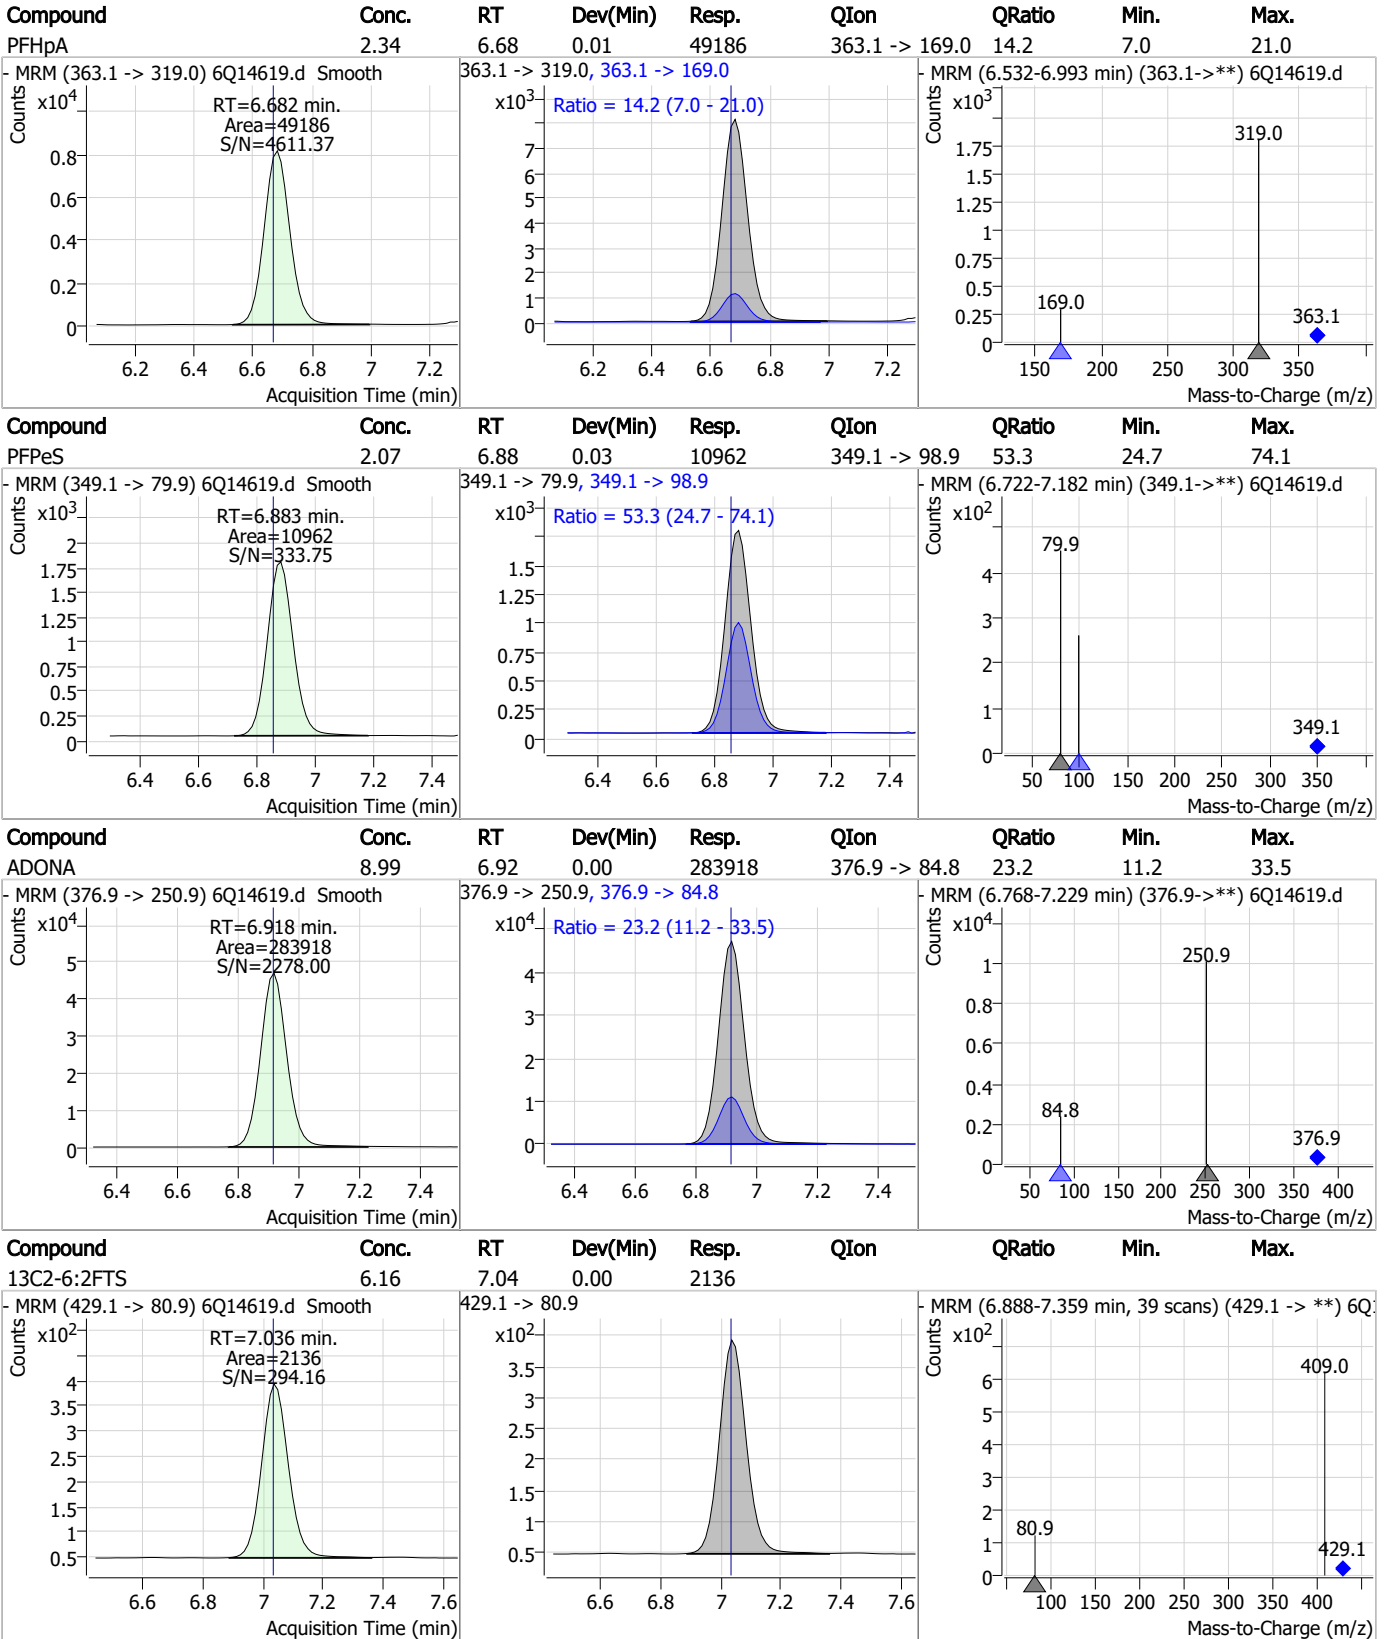 Compound Conc. RT Dev(Min) Resp. QIon QRatio Min. Max.
PFHpA 2.34 6.68 0.01 49186 363.1 -> 169.0 14.2 7.0 21.0
- MRM (363.1 -> 319.0) 6Q14619.d Smooth
Counts
x10^4
RT=6.682 min.
Area=49186
S/N=4611.37
0.8
0.6
0.4
0.2
0
6.2 6.4 6.6 6.8 7 7.2
Acquisition Time (min)
363.1 -> 319.0, 363.1 -> 169.0
x10^3
Ratio = 14.2 (7.0 - 21.0)
7
6
5
4
3
2
1
0
6.2 6.4 6.6 6.8 7 7.2
- MRM (6.532-6.993 min) (363.1->**) 6Q14619.d
Counts
x10^3
319.0
1.75
1.5
1.25
1
0.75
0.5
0.25
0
169.0
363.1
150 200 250 300 350
Mass-to-Charge (m/z)
Compound Conc. RT Dev(Min) Resp. QIon QRatio Min. Max.
PFPeS 2.07 6.88 0.03 10962 349.1 -> 98.9 53.3 24.7 74.1
- MRM (349.1 -> 79.9) 6Q14619.d Smooth
Counts
x10^3
RT=6.883 min.
Area=10962
S/N=333.75
2
1.75
1.5
1.25
1
0.75
0.5
0.25
0
6.4 6.6 6.8 7 7.2 7.4
Acquisition Time (min)
349.1 -> 79.9, 349.1 -> 98.9
x10^3
Ratio = 53.3 (24.7 - 74.1)
1.5
1.25
1
0.75
0.5
0.25
0
6.4 6.6 6.8 7 7.2 7.4
- MRM (6.722-7.182 min) (349.1->**) 6Q14619.d
Counts
x10^2
79.9
4
3
2
1
0
349.1
50 100 150 200 250 300 350
Mass-to-Charge (m/z)
Compound Conc. RT Dev(Min) Resp. QIon QRatio Min. Max.
ADONA 8.99 6.92 0.00 283918 376.9 -> 84.8 23.2 11.2 33.5
- MRM (376.9 -> 250.9) 6Q14619.d Smooth
Counts
x10^4
RT=6.918 min.
Area=283918
S/N=2278.00
5
4
3
2
1
0
6.4 6.6 6.8 7 7.2 7.4
Acquisition Time (min)
376.9 -> 250.9, 376.9 -> 84.8
x10^4
Ratio = 23.2 (11.2 - 33.5)
4
3
2
1
0
6.4 6.6 6.8 7 7.2 7.4
- MRM (6.768-7.229 min) (376.9->**) 6Q14619.d
Counts
x10^4
250.9
1
0.8
0.6
0.4
0.2
0
84.8
376.9
50 100 150 200 250 300 350 400
Mass-to-Charge (m/z)
Compound Conc. RT Dev(Min) Resp. QIon QRatio Min. Max.
13C2-6:2FTS 6.16 7.04 0.00 2136
- MRM (429.1 -> 80.9) 6Q14619.d Smooth
Counts
x10^2
RT=7.036 min.
Area=2136
S/N=294.16
4
3.5
3
2.5
2
1.5
1
0.5
6.6 6.8 7 7.2 7.4 7.6
Acquisition Time (min)
429.1 -> 80.9
x10^2
3.5
3
2.5
2
1.5
1
0.5
6.6 6.8 7 7.2 7.4 7.6
- MRM (6.888-7.359 min, 39 scans) (429.1 -> **) 6Q
Counts
x10^2
409.0
6
5
4
3
2
1
0
80.9
429.1
100 150 200 250 300 350 400
Mass-to-Charge (m/z)